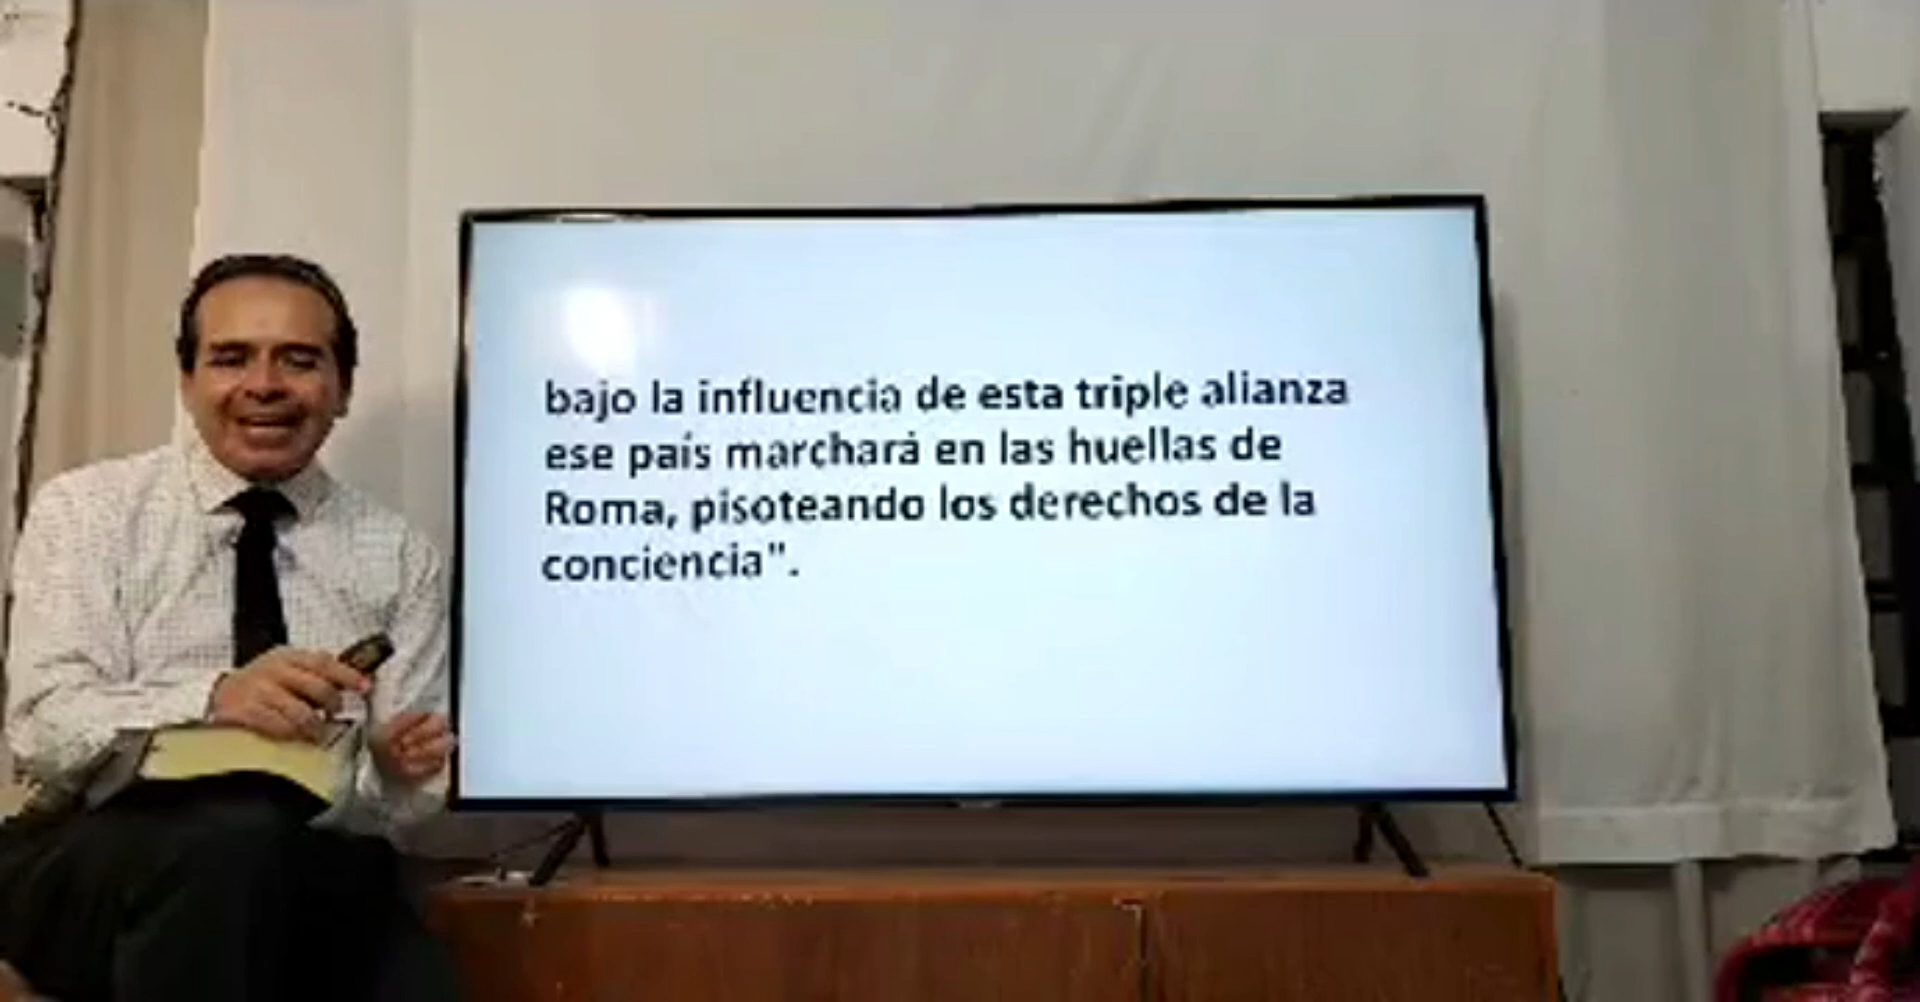 bajo la influencia de esta triple alianza
ese país marchará en las huellas de
Roma, pisoteando los derechos de la
conciencia".